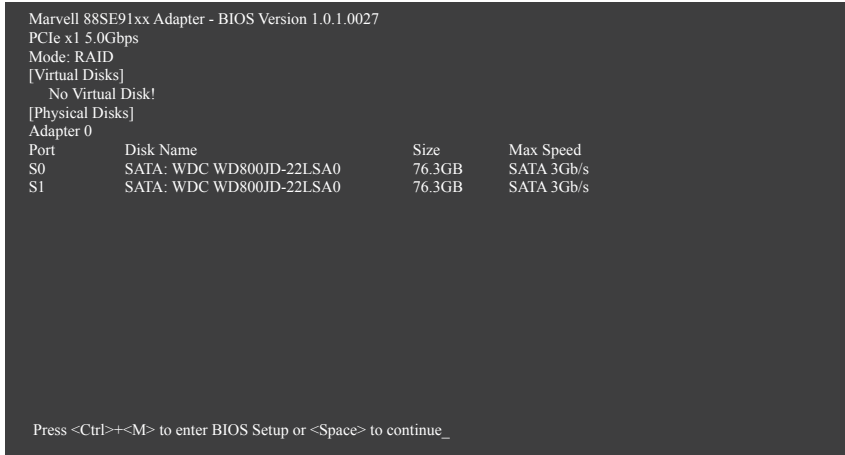 Marvell 88SE91xx Adapter - BIOS Version 1.0.1.0027
PCIe x1 5.0Gbps
Mode: RAID
[Virtual Disks]
No Virtual Disk!
[Physical Disks]
Adapter 0
Port Disk Name Size Max Speed
S0 SATA: WDC WD800JD-22LSA0 76.3GB SATA 3Gb/s
S1 SATA: WDC WD800JD-22LSA0 76.3GB SATA 3Gb/s
Press <Ctrl>+<M> to enter BIOS Setup or <Space> to continue_